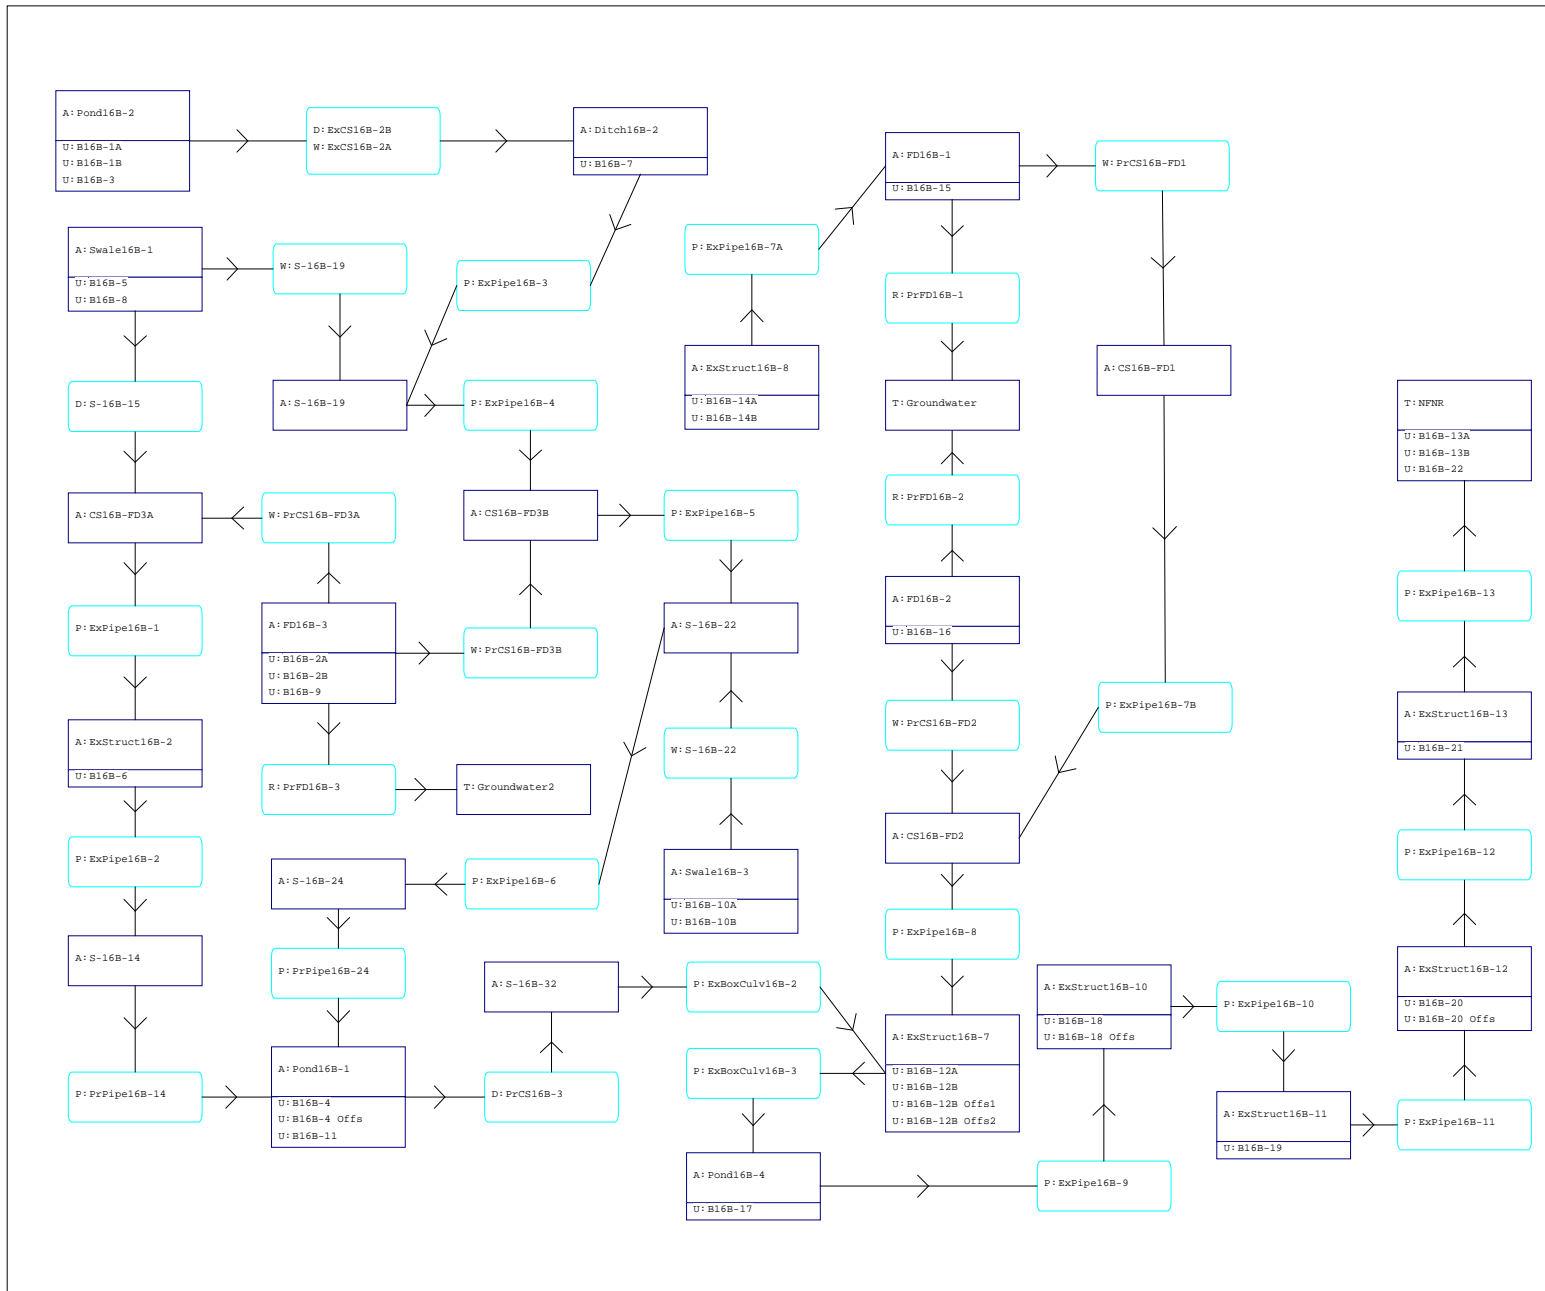 A:Pond16B-2
U:B16B-1A
U:B16B-1B
U:B16B-3
D:ExCS16B-2B
W:ExCS16B-2A
A:Ditch16B-2
U:B16B-7
A:FD16B-1
U:B16B-15
W:PrCS16B-FD1
A:Swale16B-1
U:B16B-5
U:B16B-8
W:S-16B-19
P:ExPipe16B-3
P:ExPipe16B-7A
R:PrFD16B-1
A:ExStruct16B-8
U:B16B-14A
U:B16B-14B
A:CS16B-FD1
D:S-16B-15
A:S-16B-19
P:ExPipe16B-4
T:Groundwater
T:NFNR
U:B16B-13A
U:B16B-13B
U:B16B-22
A:CS16B-FD3A
W:PrCS16B-FD3A
A:CS16B-FD3B
P:ExPipe16B-5
R:PrFD16B-2
P:ExPipe16B-1
A:FD16B-3
U:B16B-2A
U:B16B-2B
U:B16B-9
W:PrCS16B-FD3B
A:S-16B-22
A:FD16B-2
U:B16B-16
P:ExPipe16B-13
A:ExStruct16B-2
U:B16B-6
R:PrFD16B-3
T:Groundwater2
W:S-16B-22
W:PrCS16B-FD2
P:ExPipe16B-7B
A:ExStruct16B-13
U:B16B-21
P:ExPipe16B-2
A:S-16B-24
P:ExPipe16B-6
A:Swale16B-3
U:B16B-10A
U:B16B-10B
A:CS16B-FD2
P:ExPipe16B-12
A:S-16B-14
P:PrPipe16B-24
A:S-16B-32
P:ExBoxCulv16B-2
P:ExPipe16B-8
A:ExStruct16B-10
U:B16B-18
U:B16B-18 Offs
P:ExPipe16B-10
A:ExStruct16B-12
U:B16B-20
U:B16B-20 Offs
P:PrPipe16B-14
A:Pond16B-1
U:B16B-4
U:B16B-4 Offs
U:B16B-11
D:PrCS16B-3
P:ExBoxCulv16B-3
A:ExStruct16B-7
U:B16B-12A
U:B16B-12B
U:B16B-12B Offs1
U:B16B-12B Offs2
A:ExStruct16B-11
U:B16B-19
P:ExPipe16B-11
A:Pond16B-4
U:B16B-17
P:ExPipe16B-9